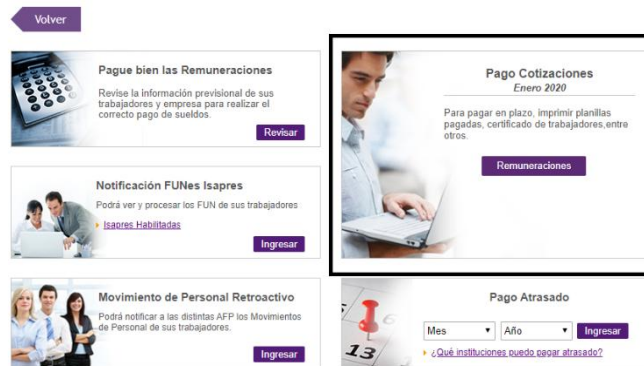 Volver
Pague bien las Remuneraciones
Revise la información previsional de sus
trabajadores y empresa para realizar el
correcto pago de sueldos.
Revisar
Notificación FUNes Isapres
Podrá ver y procesar los FUN de sus trabajadores
Isapres Habilitadas
Ingresar
Movimiento de Personal Retroactivo
Podrá notificar a las distintas AFP los Movimientos
de Personal de sus trabajadores.
Ingresar
Pago Cotizaciones
Enero 2020
Para pagar en plazo, imprimir planillas
pagadas, certificado de trabajadores,entre
otros.
Remuneraciones
Pago Atrasado
Mes Año Ingresar
¿Qué instituciones puedo pagar atrasado?
6
13